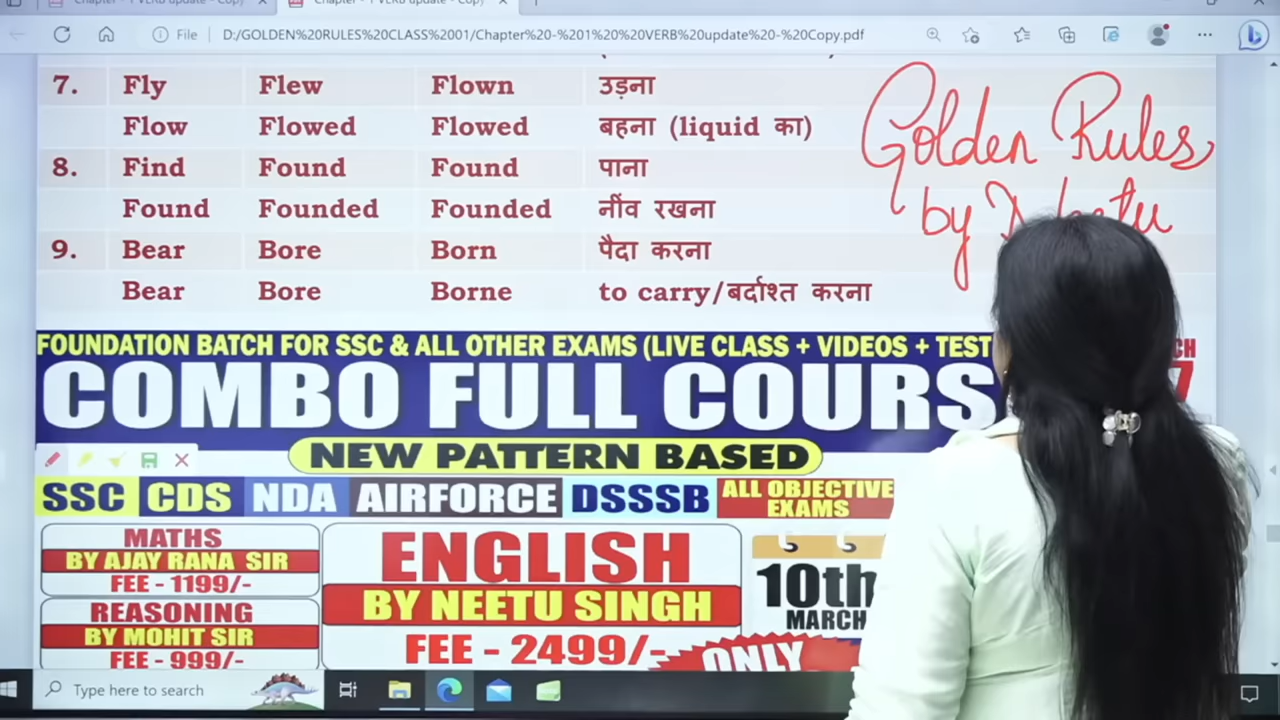 File D:/GOLDEN%20RULES%20CLASS%2001/Chapter%20-%201%20%20VERB%20update%20-%20Copy.pdf
7. Fly Flew Flown उड़ना
Flow Flowed Flowed बहना (liquid का)
8. Find Found Found पाना
Found Founded Founded नींव रखना
9. Bear Bore Born पैदा करना
Bear Bore Borne to carry/बर्दाश्त करना
Golden Rules
by Neetu
FOUNDATION BATCH FOR SSC & ALL OTHER EXAMS (LIVE CLASS + VIDEOS + TEST
COMBO FULL COURS
NEW PATTERN BASED
SSC CDS NDA AIRFORCE DSSSB ALL OBJECTIVE EXAMS
MATHS
BY AJAY RANA SIR
FEE - 1199/-
REASONING
BY MOHIT SIR
FEE - 999/-
ENGLISH
BY NEETU SINGH
FEE - 2499/-
10th
MARCH
ONLY
Type here to search